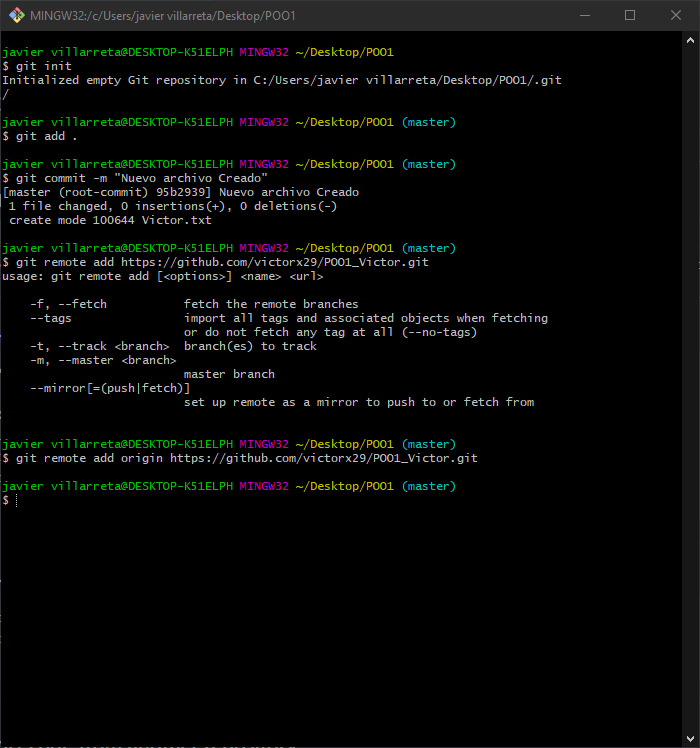 MINGW32:/c/Users/javier villarreta/Desktop/POO1
javier villarreta@DESKTOP-K51ELPH MINGW32 ~/Desktop/POO1
$ git init
Initialized empty Git repository in C:/Users/javier villarreta/Desktop/POO1/.git
/
javier villarreta@DESKTOP-K51ELPH MINGW32 ~/Desktop/POO1 (master)
$ git add .
javier villarreta@DESKTOP-K51ELPH MINGW32 ~/Desktop/POO1 (master)
$ git commit -m "Nuevo archivo Creado"
[master (root-commit) 95b2939] Nuevo archivo Creado
 1 file changed, 0 insertions(+), 0 deletions(-)
 create mode 100644 Victor.txt
javier villarreta@DESKTOP-K51ELPH MINGW32 ~/Desktop/POO1 (master)
$ git remote add https://github.com/victorx29/POO1_Victor.git
usage: git remote add [<options>] <name> <url>
    -f, --fetch           fetch the remote branches
    --tags                import all tags and associated objects when fetching
                          or do not fetch any tag at all (--no-tags)
    -t, --track <branch>  branch(es) to track
    -m, --master <branch>
                          master branch
    --mirror[=(push|fetch)]
                          set up remote as a mirror to push to or fetch from
javier villarreta@DESKTOP-K51ELPH MINGW32 ~/Desktop/POO1 (master)
$ git remote add origin https://github.com/victorx29/POO1_Victor.git
javier villarreta@DESKTOP-K51ELPH MINGW32 ~/Desktop/POO1 (master)
$